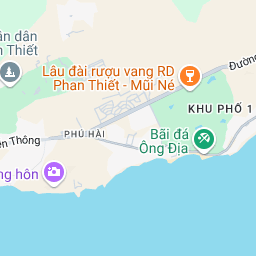 ân dân
Thiết
Đường
Lâu đài rượu vang RD
Phan Thiết - Mũi Né
KHU PHỐ 1
PHÚ HÀI
ên Thông
Bãi đá
Ông Địa
ng hôn